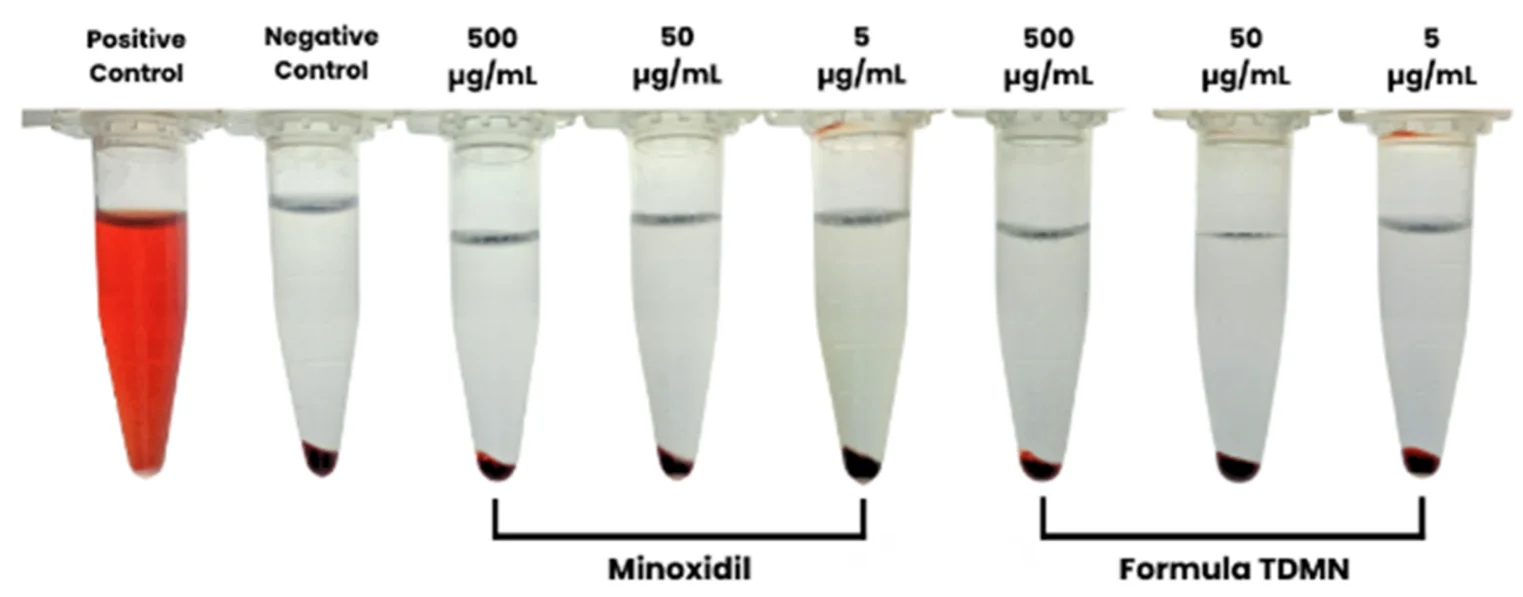 Positive
Control
Negative
Control
500
µg/mL
50
µg/mL
5
µg/mL
500
µg/mL
50
µg/mL
5
µg/mL
Minoxidil
Formula TDMN